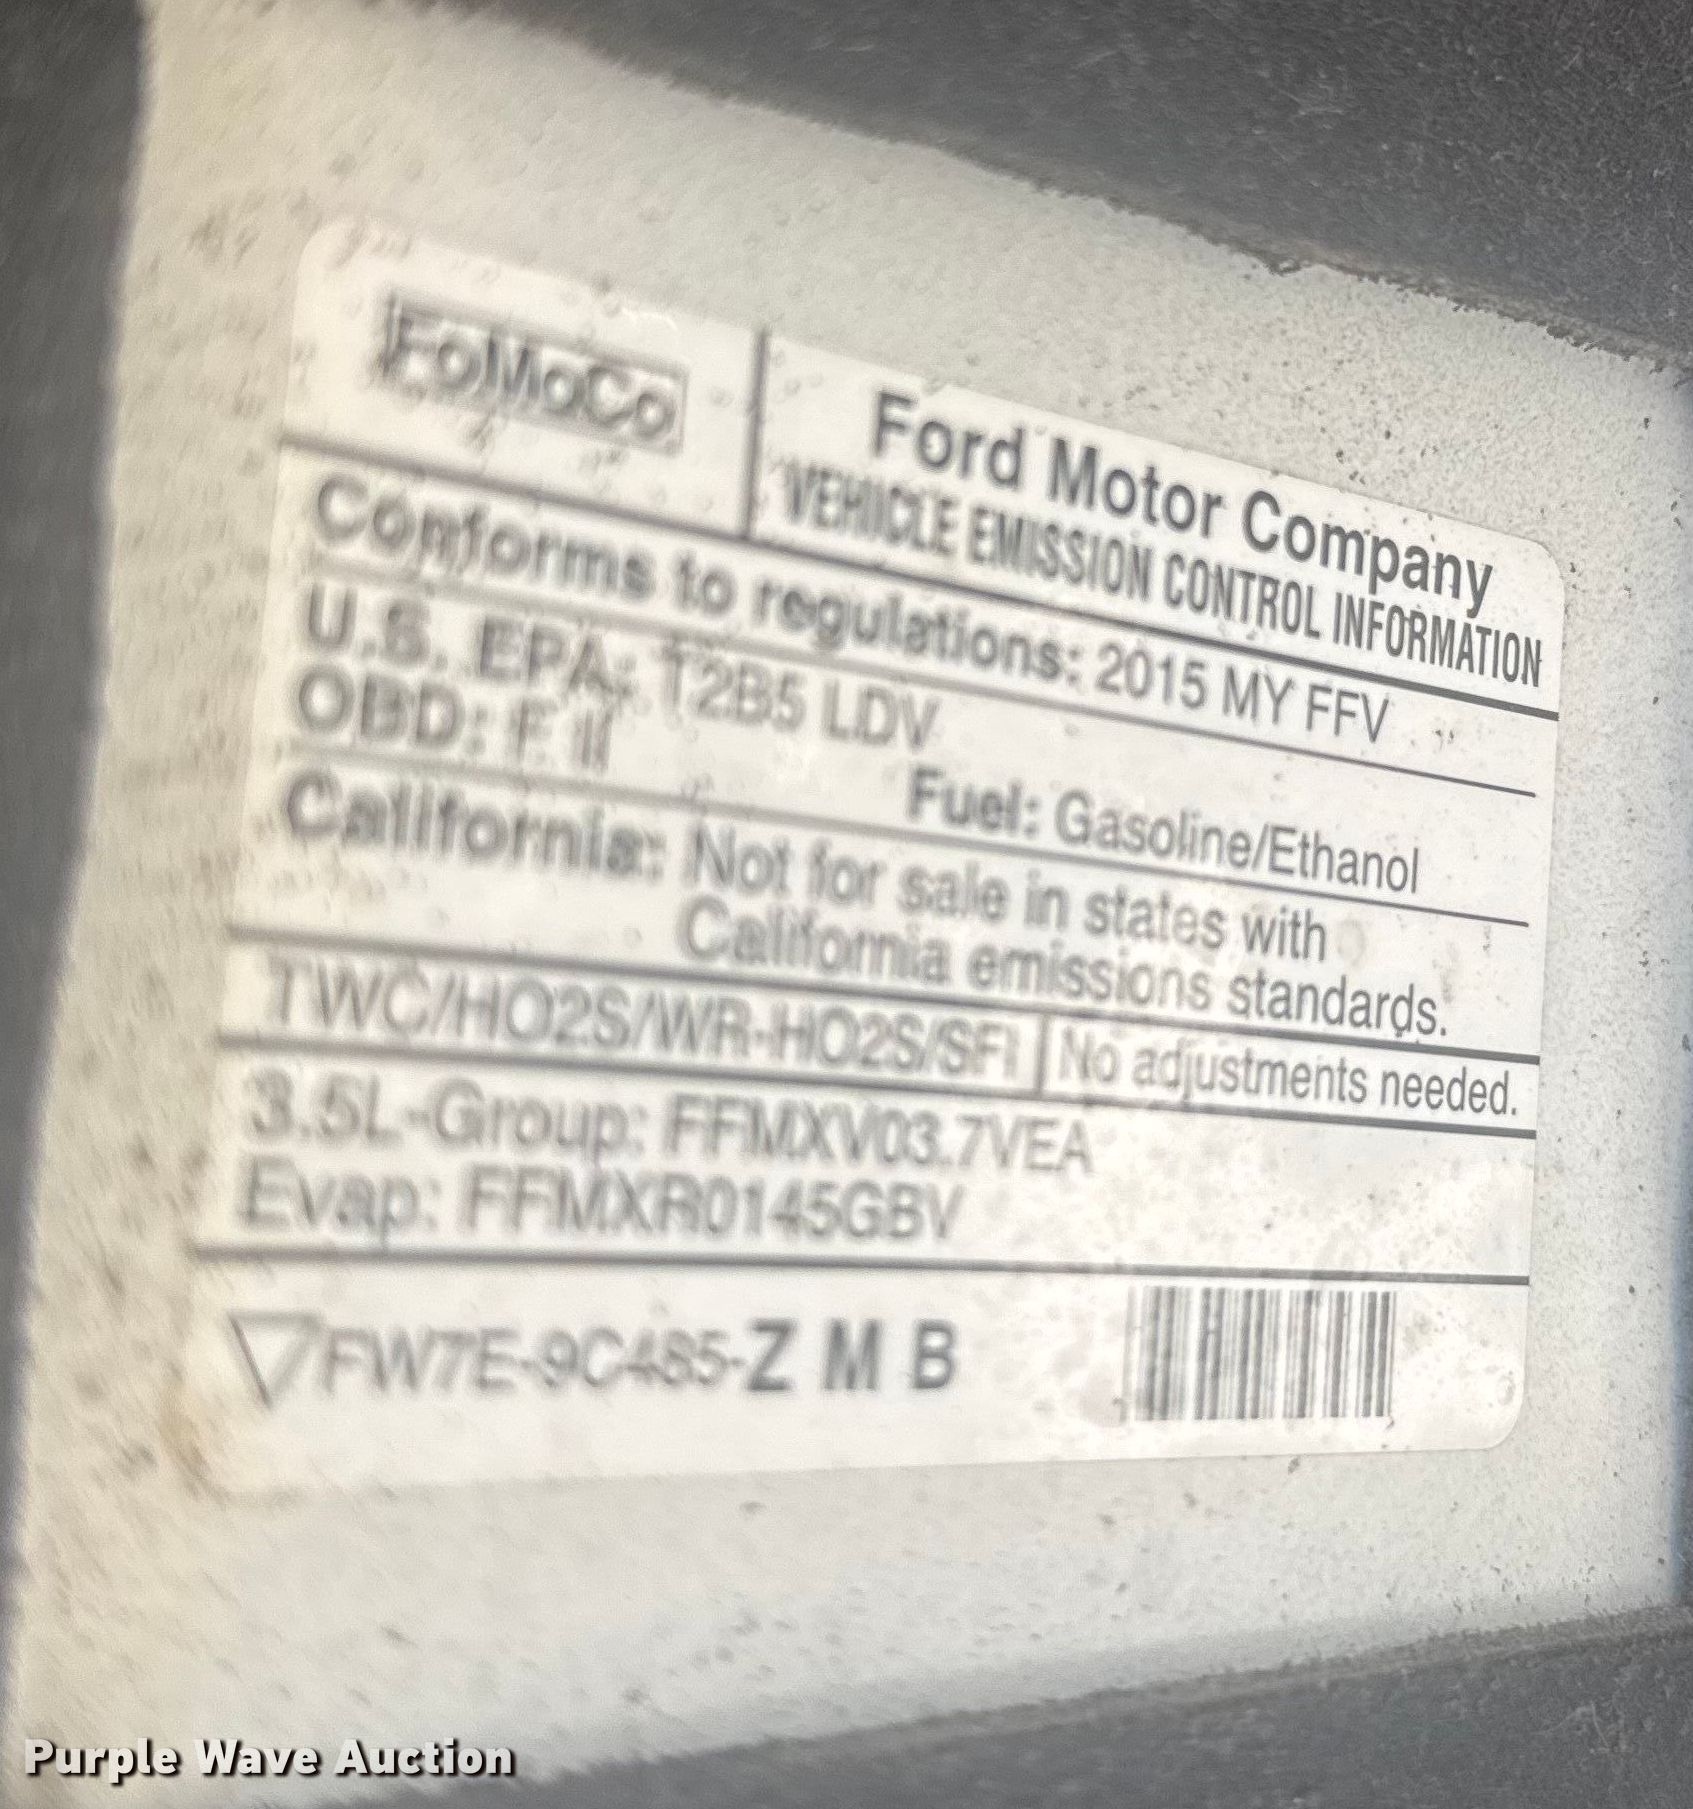 FoMoCo
Ford Motor Company
VEHICLE EMISSION CONTROL INFORMATION
Conforms to regulations: 2015 MY FFV
U.S. EPA: T2B5 LDV
OBD: F II
Fuel: Gasoline/Ethanol
California: Not for sale in states with
California emissions standards.
TWC/HO2S/WR-HO2S/SFI
No adjustments needed.
3.5L-Group: FFMXV03.7VEA
Evap: FFMXR0145GBV
FW7E-9C485-Z M B
Purple Wave Auction